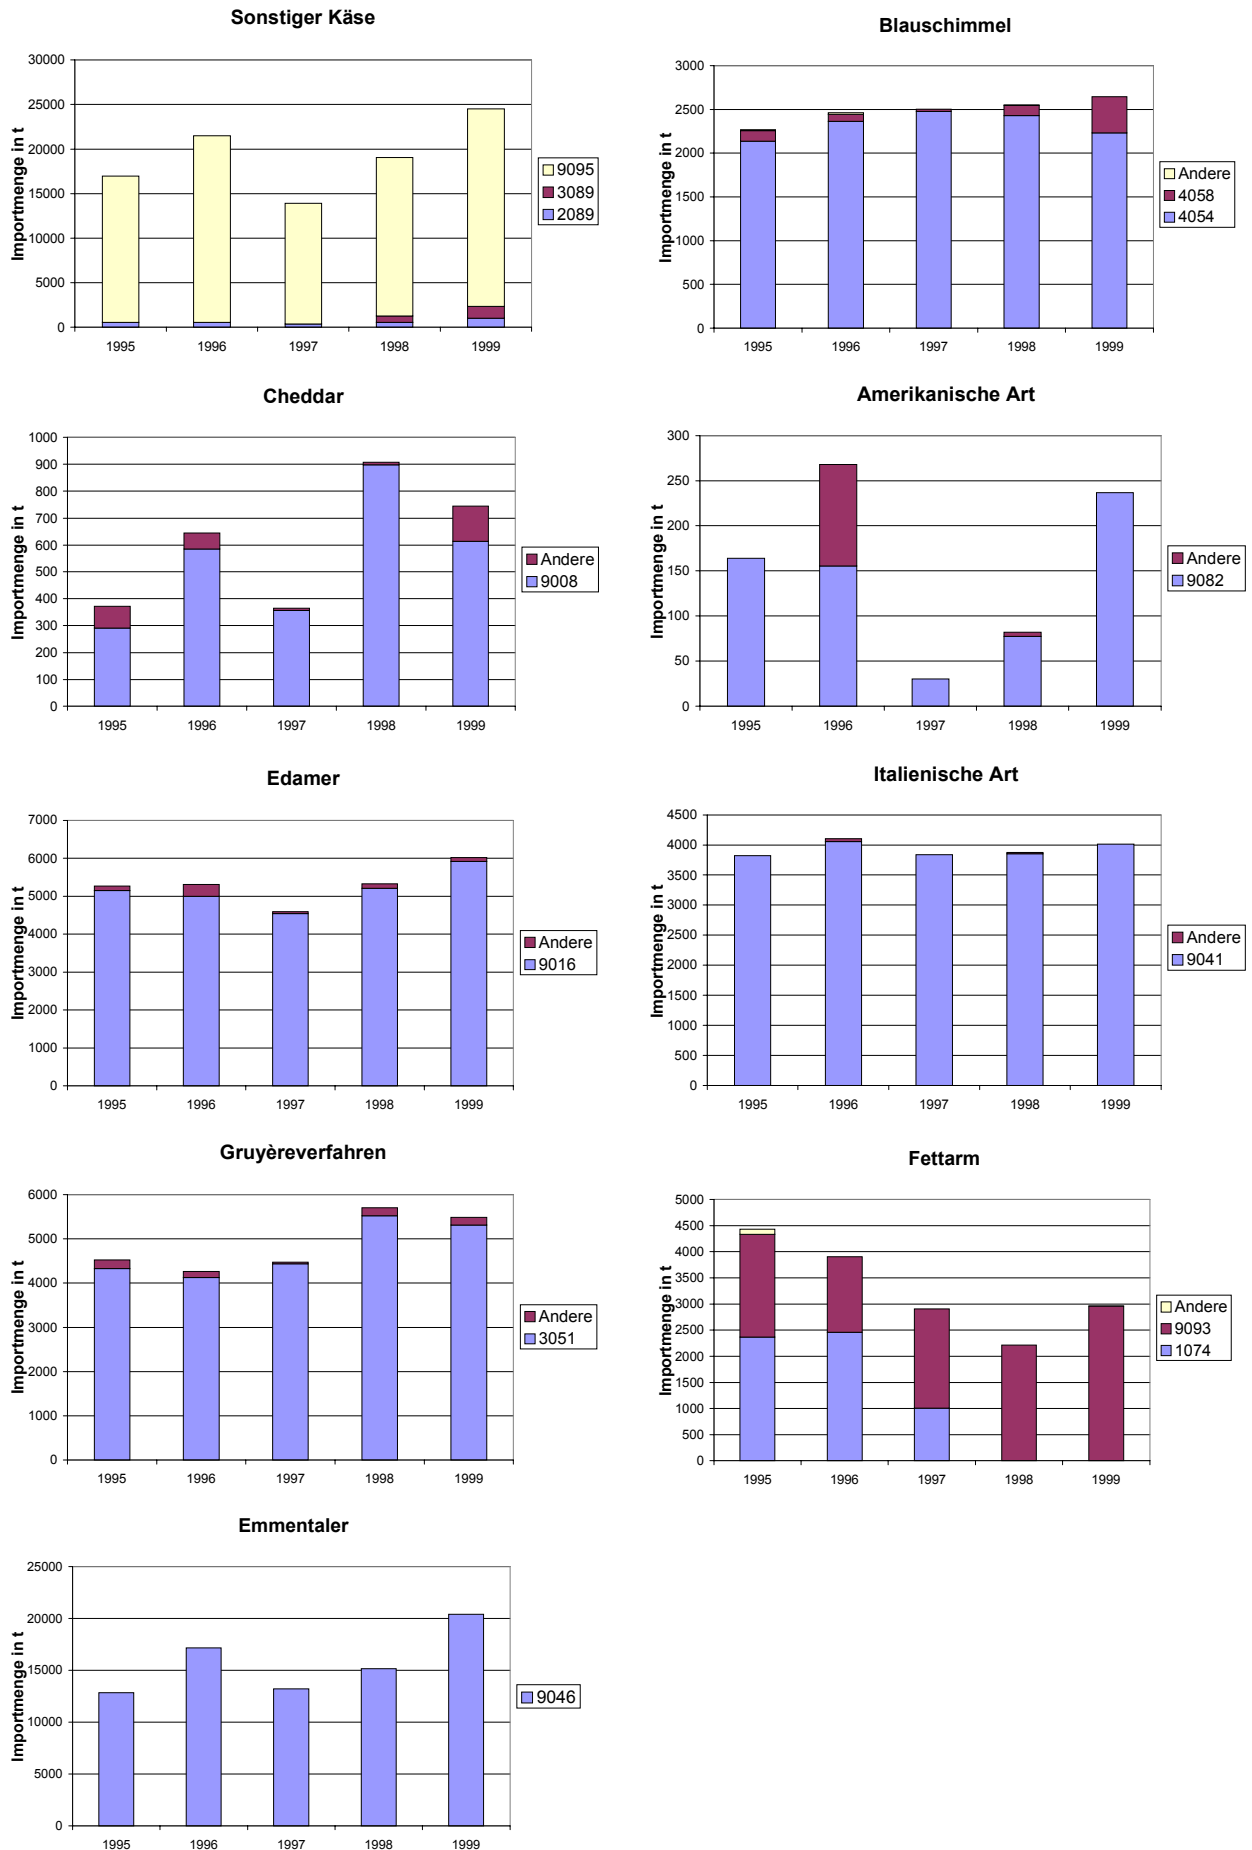 Sonstiger Käse
Importmenge in t
30000
25000
20000
15000
10000
5000
0
1995 1996 1997 1998 1999
9095
3089
2089
Blauschimmel
Importmenge in t
3000
2500
2000
1500
1000
500
0
1995 1996 1997 1998 1999
Andere
4058
4054
Cheddar
Importmenge in t
1000
900
800
700
600
500
400
300
200
100
0
1995 1996 1997 1998 1999
Andere
9008
Amerikanische Art
Importmenge in t
300
250
200
150
100
50
0
1995 1996 1997 1998 1999
Andere
9082
Edamer
Importmenge in t
7000
6000
5000
4000
3000
2000
1000
0
1995 1996 1997 1998 1999
Andere
9016
Italienische Art
Importmenge in t
4500
4000
3500
3000
2500
2000
1500
1000
500
0
1995 1996 1997 1998 1999
Andere
9041
Gruyèreverfahren
Importmenge in t
6000
5000
4000
3000
2000
1000
0
1995 1996 1997 1998 1999
Andere
3051
Fettarm
Importmenge in t
5000
4500
4000
3500
3000
2500
2000
1500
1000
500
0
1995 1996 1997 1998 1999
Andere
9093
1074
Emmentaler
Importmenge in t
25000
20000
15000
10000
5000
0
1995 1996 1997 1998 1999
9046